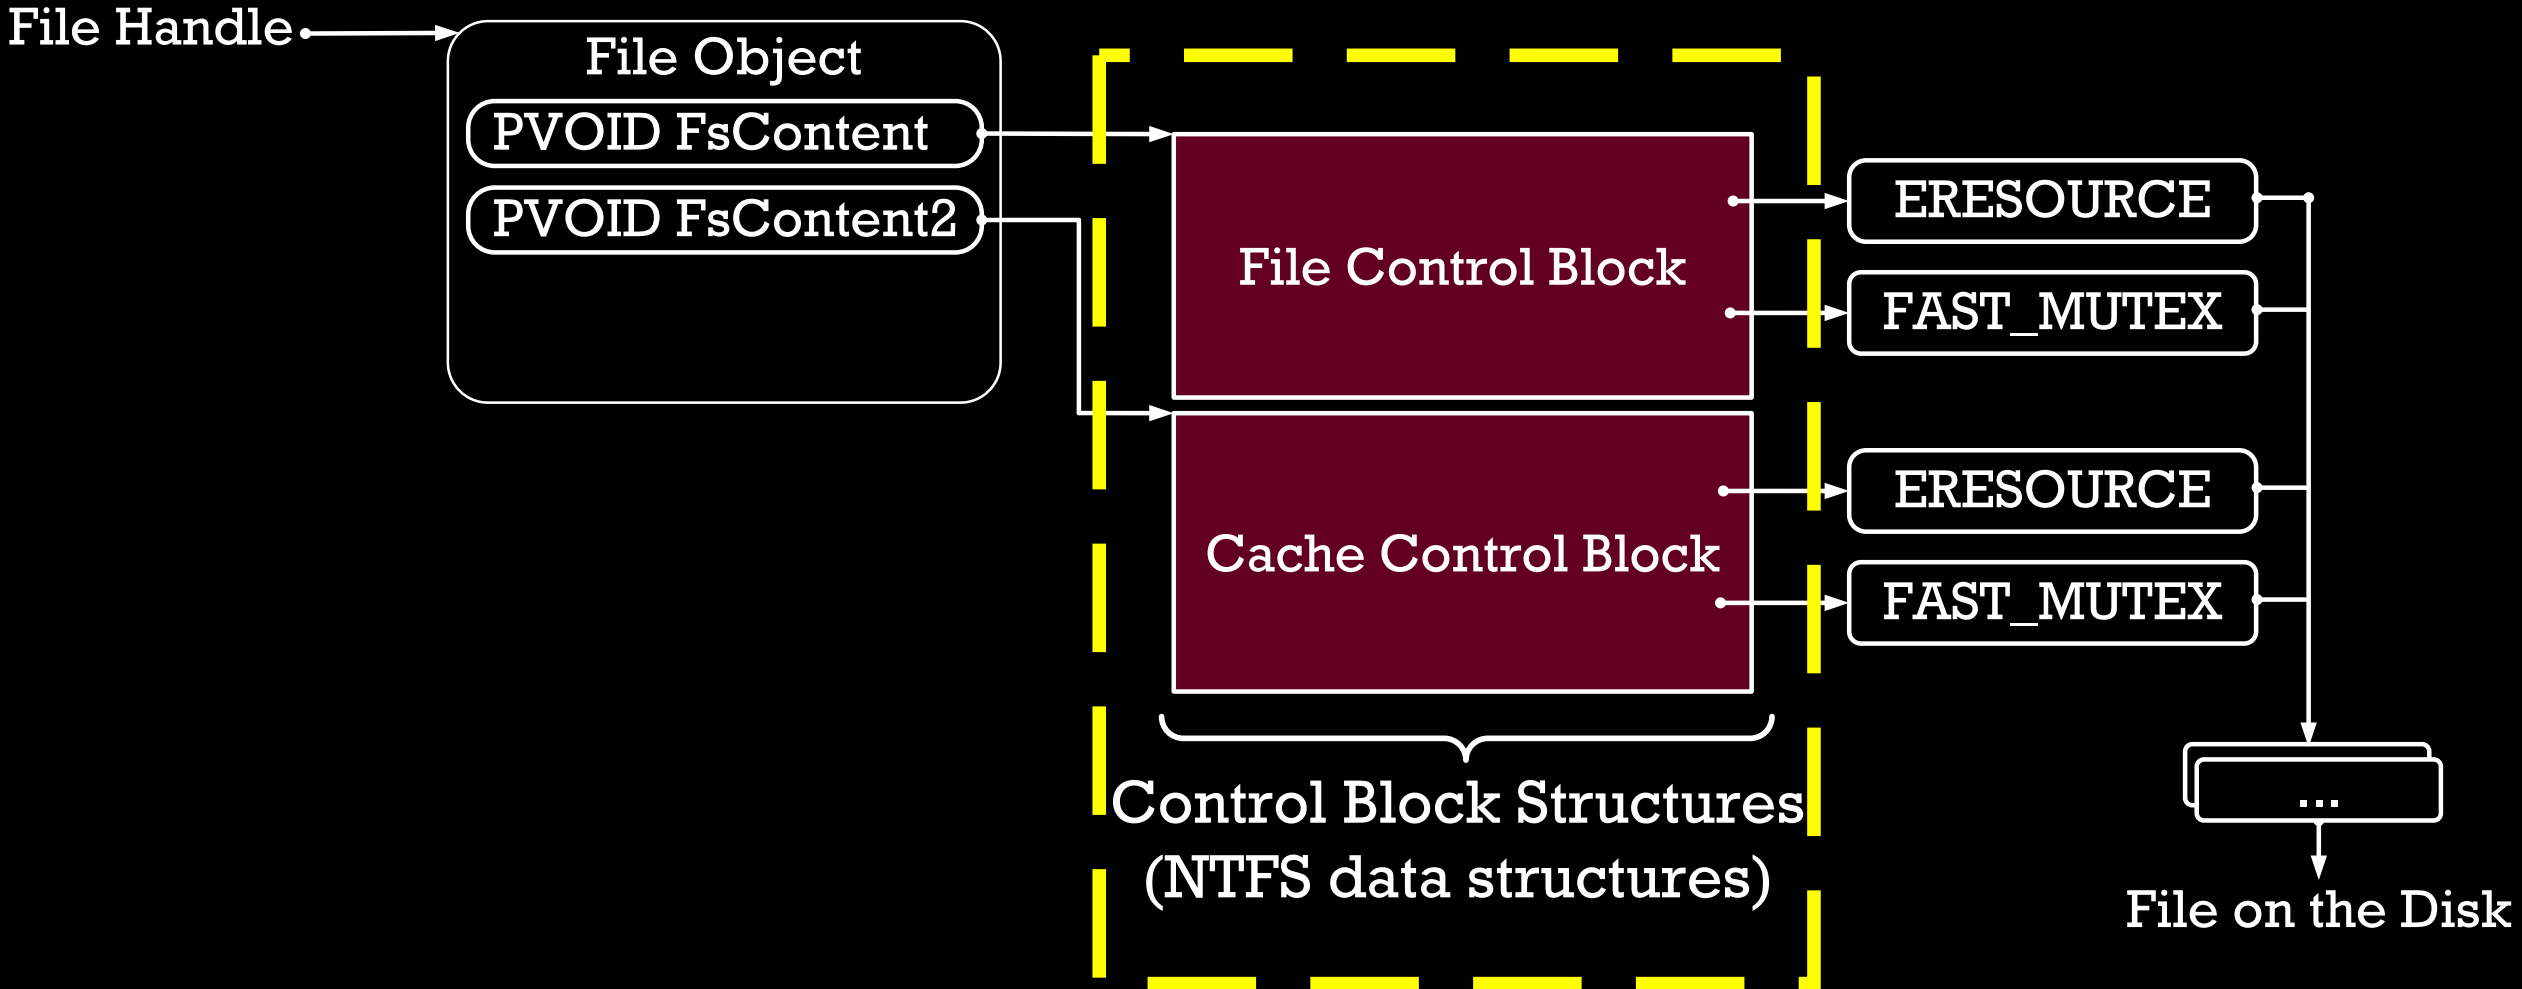 File Handle
File Object
PVOID FsContent
PVOID FsContent2
File Control Block
Cache Control Block
Control Block Structures
(NTFS data structures)
ERESOURCE
FAST_MUTEX
ERESOURCE
FAST_MUTEX
...
File on the Disk